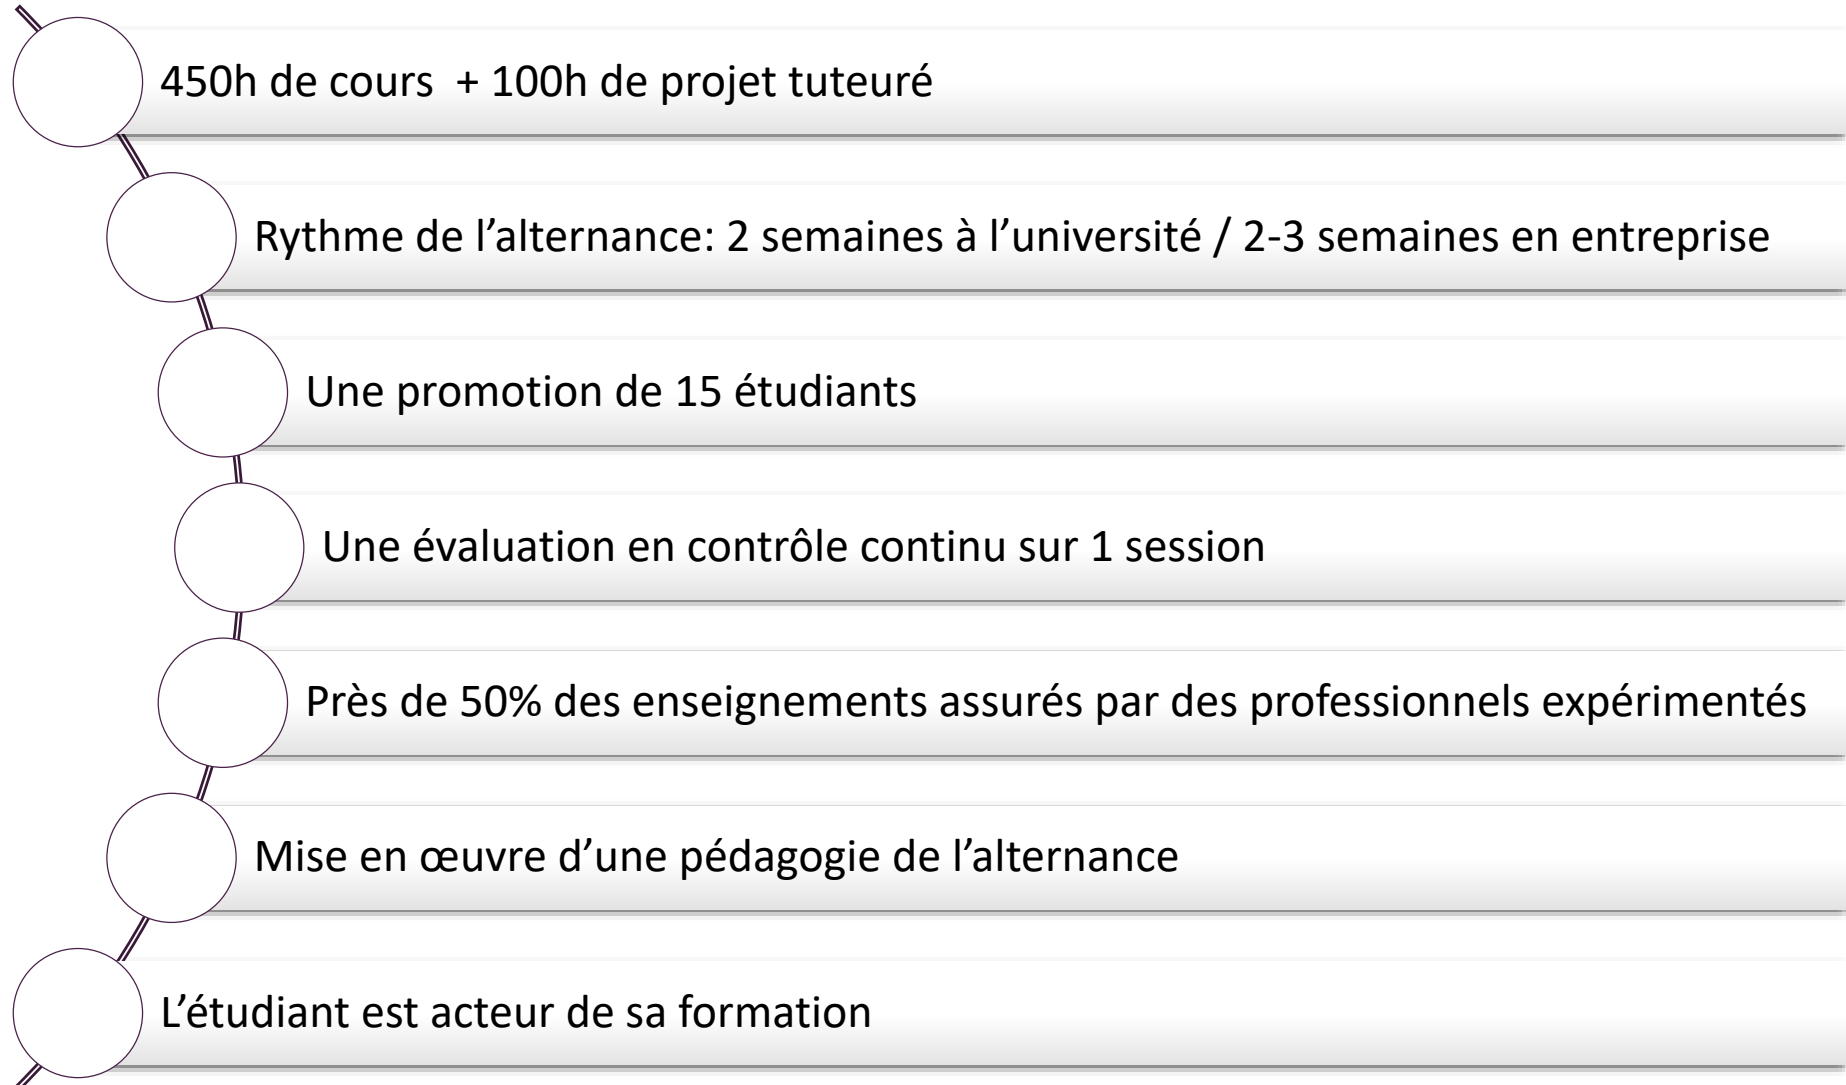 450h de cours  + 100h de projet tuteuré
Rythme de l’alternance: 2 semaines à l’université / 2-3 semaines en entreprise
Une promotion de 15 étudiants
Une évaluation en contrôle continu sur 1 session
Près de 50% des enseignements assurés par des professionnels expérimentés
Mise en œuvre d’une pédagogie de l’alternance
L’étudiant est acteur de sa formation